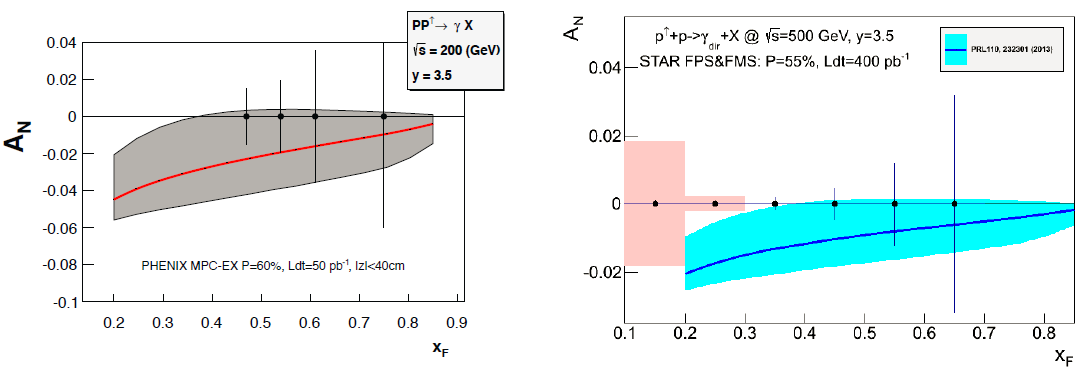 PP↑→ γ X
√s = 200 (GeV)
y = 3.5
0.04
0.02
0
-0.02
-0.04
-0.06
-0.08
-0.1
A_N
PHENIX MPC-EX P=60%, Ldt=50 pb⁻¹, IzI<40cm
0.2 0.3 0.4 0.5 0.6 0.7 0.8 0.9
x_F
A_N
p↑+p->γ_dir+X @ √s=500 GeV, y=3.5
STAR FPS&FMS: P=55%, Ldt=400 pb⁻¹
PRL110, 232301 (2013)
0.04
0.02
0
-0.02
0.1 0.2 0.3 0.4 0.5 0.6 0.7 0.8
x_F